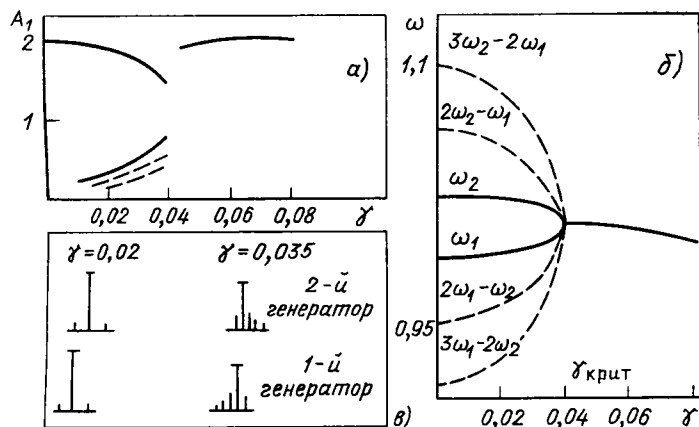 A₁
2
1
а)
0,02 0,04 0,06 0,08 γ
γ=0,02 γ=0,035
2-й
генератор
1-й
генератор
в)
ω
1,1
3ω₂−2ω₁
б)
2ω₂−ω₁
ω₂
ω₁
2ω₁−ω₂
0,95
3ω₁−2ω₂
γкрит
0,02 0,04 0,06 γ